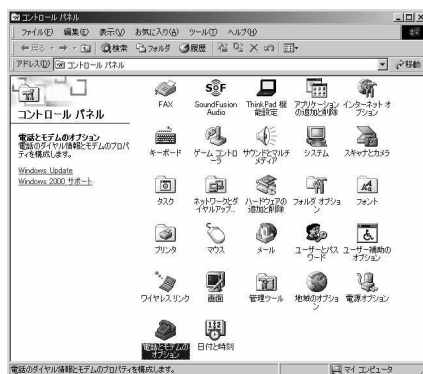 コントロール パネル
ファイル(F) 編集(E) 表示(V) お気に入り(A) ツール(T) ヘルプ(H)
戻る 検索 フォルダ 履歴
アドレス(D) コントロール パネル 移動
コントロール パネル
電話とモデムのオプション
電話のダイヤル情報とモデムのプロパティを構成します。
Windows Update
Windows 2000 サポート
FAX
SoundFusion Audio
ThinkPad 機能設定
アプリケーションの追加と削除
インターネット オプション
キーボード
ゲーム コントローラ
サウンドとマルチメディア
システム
スキャナとカメラ
タスク
ネットワークとダイヤルアップ...
ハードウェアの追加と削除
フォルダ オプション
フォント
プリンタ
マウス
メール
ユーザーとパスワード
ユーザー補助のオプション
ワイヤレス リンク
画面
管理ツール
地域のオプション
電源オプション
電話とモデムのオプション
日付と時刻
電話のダイヤル情報とモデムのプロパティを構成します。 マイ コンピュータ